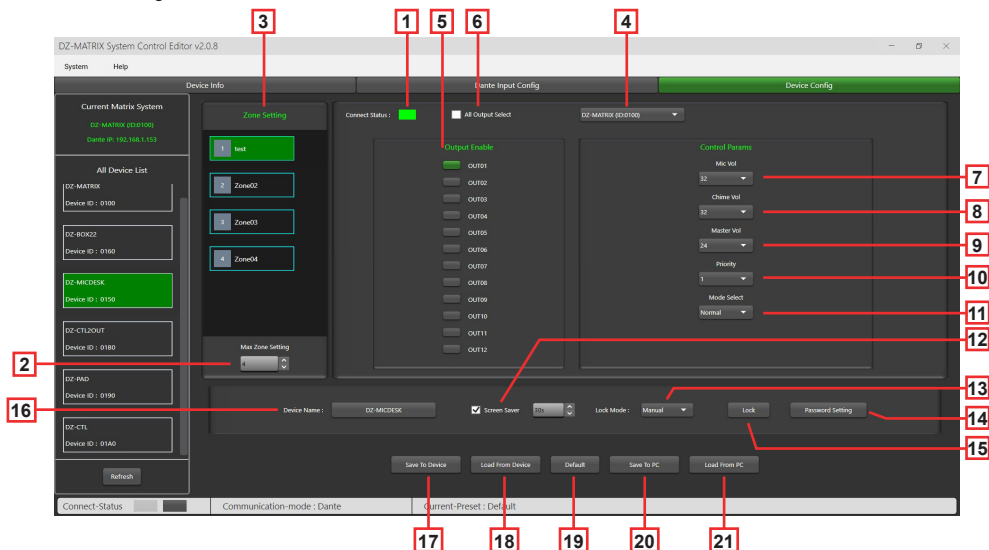 3
1
5
6
4
DZ-MATRIX System Control Editor v2.0.8
System Help
Device Info
Dante Input Config
Device Config
Current Matrix System
DZ-MATRIX (ID:0100)
Dante IP: 192.168.1.153
All Device List
DZ-MATRIX
Device ID : 0100
DZ-BOX22
Device ID : 0160
DZ-MICDESK
Device ID : 0150
DZ-CTL2OUT
Device ID : 0180
DZ-PAD
Device ID : 0190
DZ-CTL
Device ID : 01A0
Refresh
Zone Setting
1 test
2 Zone02
3 Zone03
4 Zone04
Max Zone Setting
4
2
Connect Status :
All Output Select
DZ-MATRIX (ID:0100)
Output Enable
OUT01
OUT02
OUT03
OUT04
OUT05
OUT06
OUT07
OUT08
OUT09
OUT10
OUT11
OUT12
Control Params
Mic Vol
32
7
Chime Vol
32
8
Master Vol
24
9
Priority
1
10
Mode Select
Normal
11
12
13
16
Device Name :
DZ-MICDESK
Screen Saver
30s
Lock Mode :
Manual
Lock
Password Setting
14
15
Save To Device
Load From Device
Default
Save To PC
Load From PC
Connect-Status
Communication-mode : Dante
Current-Preset : Default
17
18
19
20
21